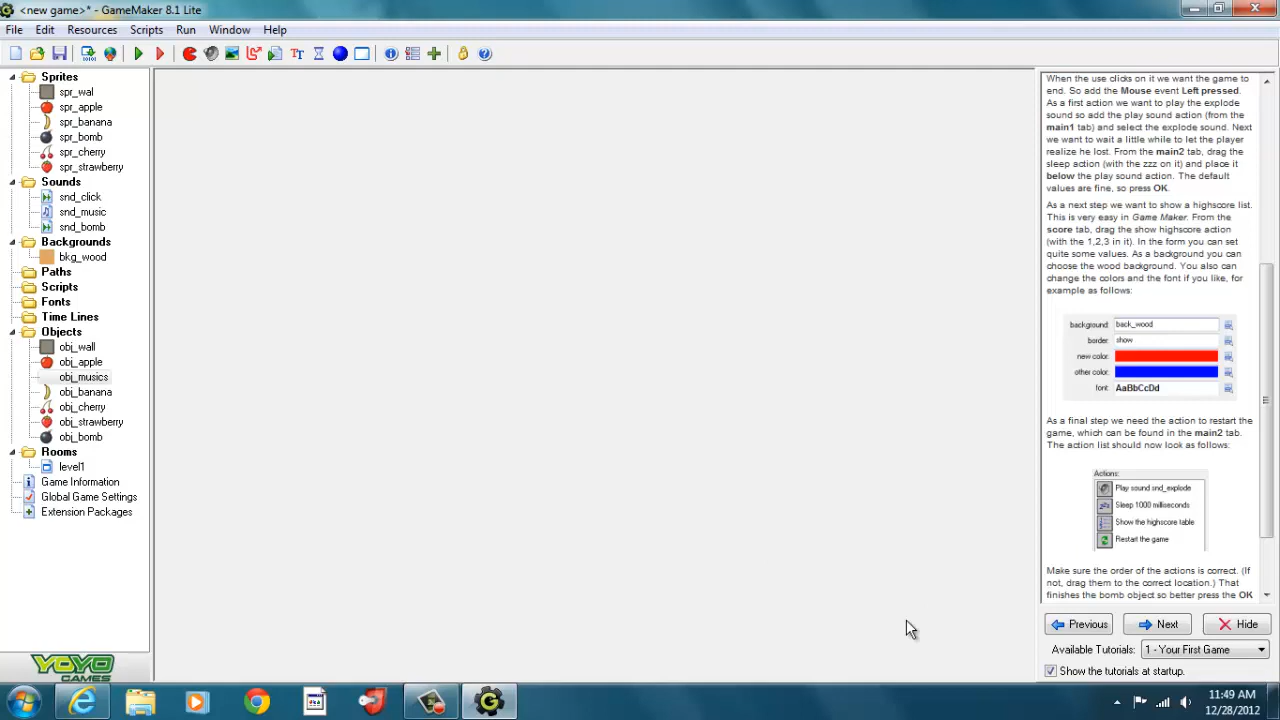 <new game>* - GameMaker 8.1 Lite
File Edit Resources Scripts Run Window Help
Sprites
spr_wal
spr_apple
spr_banana
spr_bomb
spr_cherry
spr_strawberry
Sounds
snd_click
snd_music
snd_bomb
Backgrounds
bkg_wood
Paths
Scripts
Fonts
Time Lines
Objects
obj_wall
obj_apple
obj_musics
obj_banana
obj_cherry
obj_strawberry
obj_bomb
Rooms
level1
Game Information
Global Game Settings
Extension Packages
YOYO
GAMES
When the use clicks on it we want the game to
end. So add the Mouse event Left pressed.
As a first action we want to play the explode
sound so add the play sound action (from the
main1 tab) and select the explode sound. Next
we want to wait a little while to let the player
realize he lost. From the main2 tab, drag the
sleep action (with the zzz on it) and place it
below the play sound action. The default
values are fine, so press OK.
As a next step we want to show a highscore list.
This is very easy in Game Maker. From the
score tab, drag the show highscore action
(with the 1,2,3 in it). In the form you can set
quite some values. As a background you can
choose the wood background. You also can
change the colors and the font if you like, for
example as follows:
background: back_wood
border: show
new color:
other color:
font: AaBbCcDd
As a final step we need the action to restart the
game, which can be found in the main2 tab.
The action list should now look as follows:
Actions:
Play sound snd_explode
Sleep 1000 milliseconds
Show the highscore table
Restart the game
Make sure the order of the actions is correct. (If
not, drag them to the correct location.) That
finishes the bomb object so better press the OK
Previous Next Hide
Available Tutorials: 1 - Your First Game
Show the tutorials at startup.
11:49 AM
12/28/2012